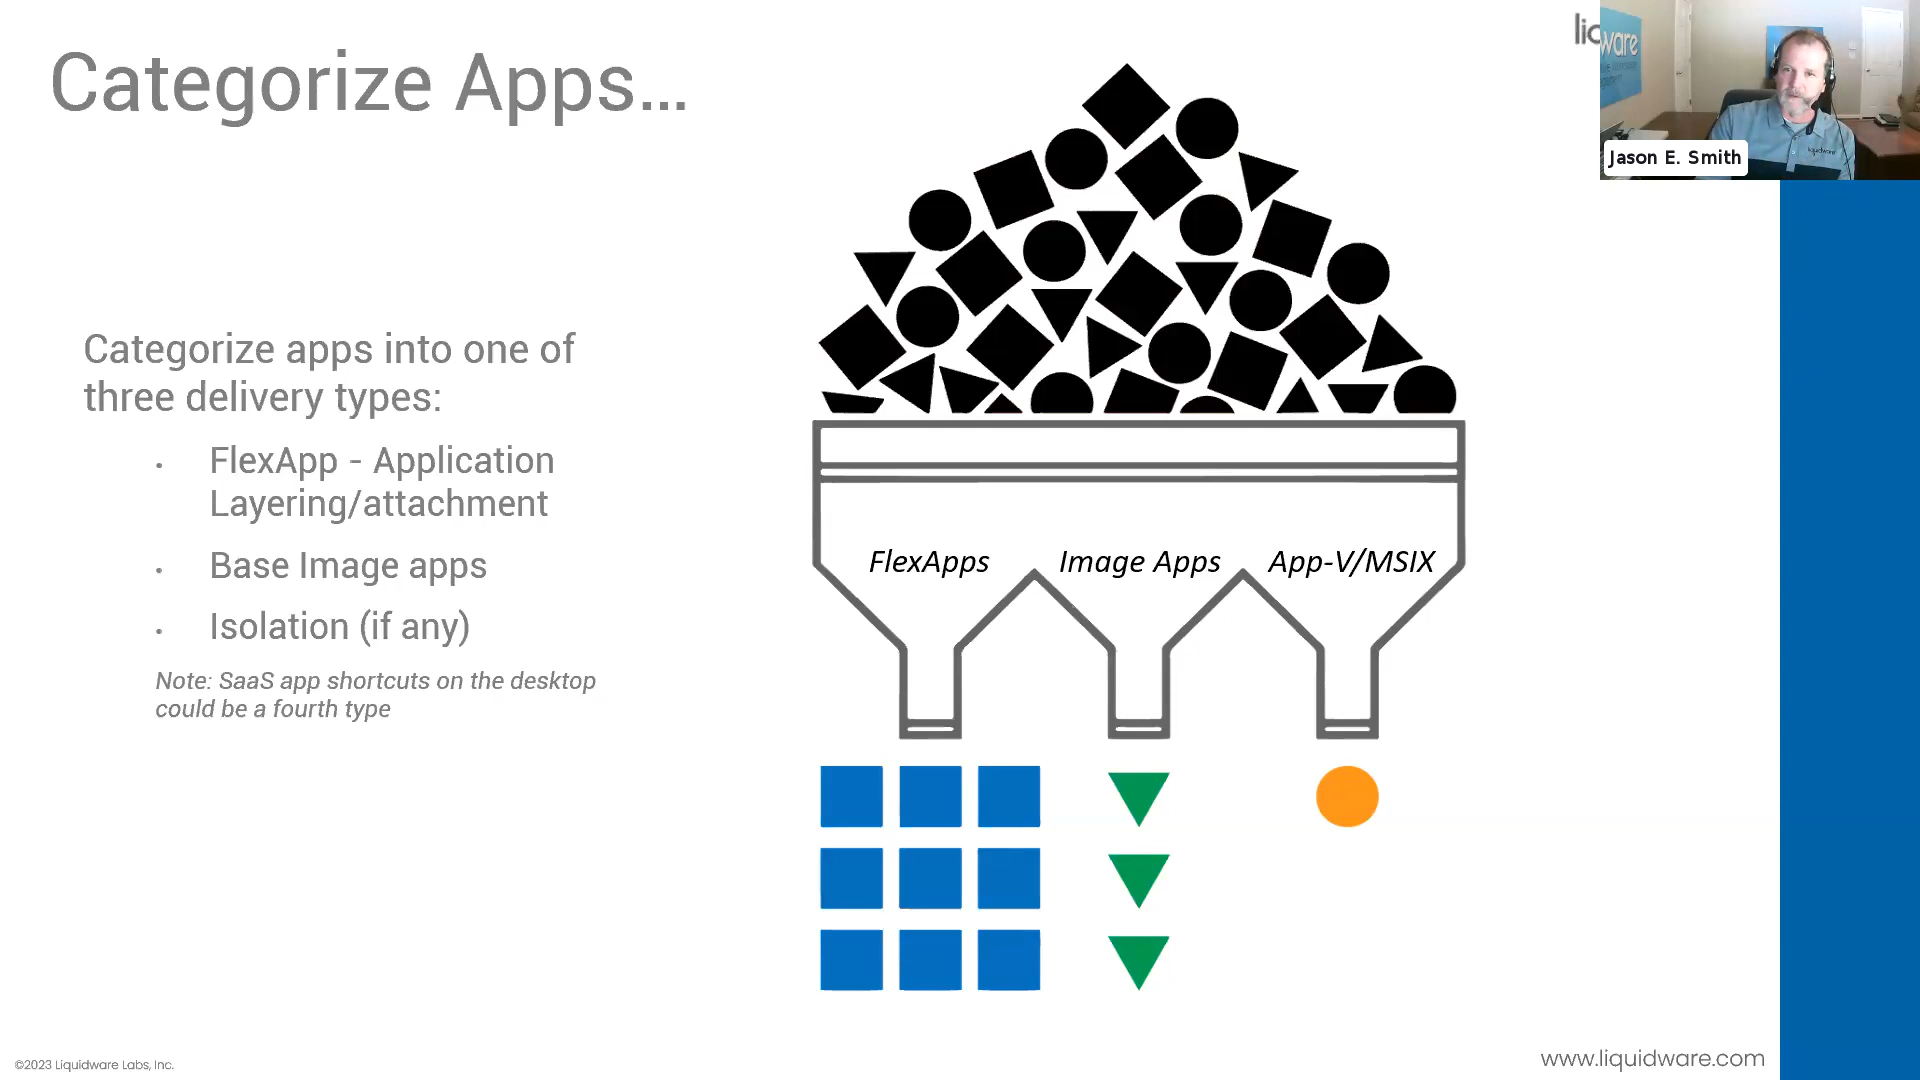 Categorize Apps...
ware
Jason E. Smith
liquidware
Categorize apps into one of
three delivery types:
• FlexApp - Application
Layering/attachment
• Base Image apps
• Isolation (if any)
Note: SaaS app shortcuts on the desktop
could be a fourth type
FlexApps
Image Apps
App-V/MSIX
©2023 Liquidware Labs, Inc.
www.liquidware.com